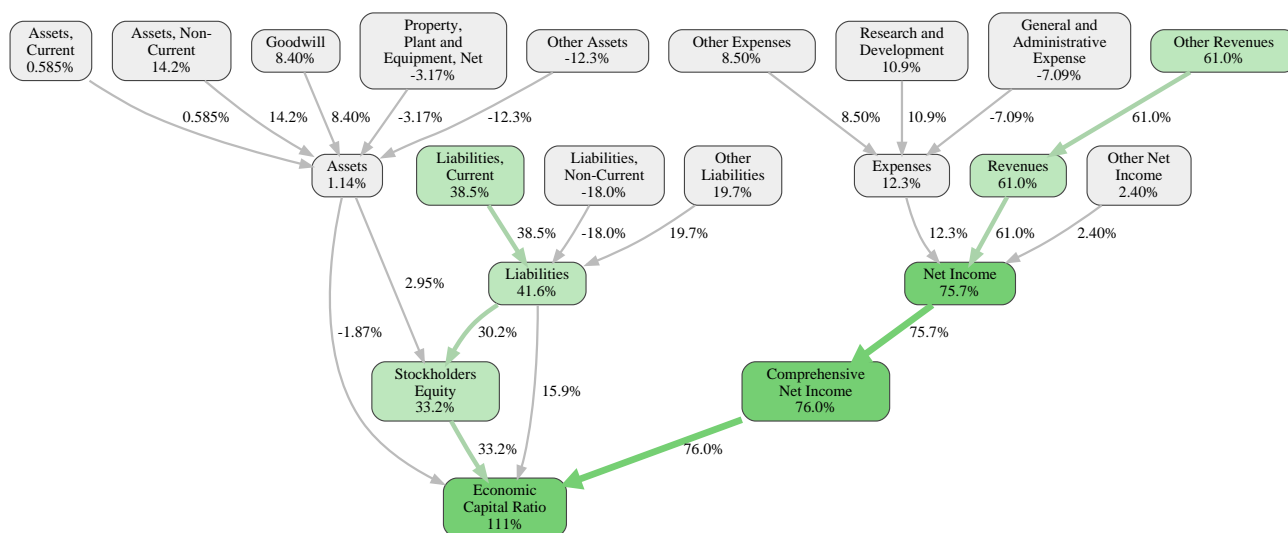 Assets,
Current
0.585%
Assets, Non-
Current
14.2%
Goodwill
8.40%
Property,
Plant and
Equipment, Net
-3.17%
Other Assets
-12.3%
Other Expenses
8.50%
Research and
Development
10.9%
General and
Administrative
Expense
-7.09%
Other Revenues
61.0%
0.585%
14.2%
8.40%
-3.17%
-12.3%
8.50%
10.9%
-7.09%
61.0%
Assets
1.14%
Liabilities,
Current
38.5%
Liabilities,
Non-Current
-18.0%
Other
Liabilities
19.7%
Expenses
12.3%
Revenues
61.0%
Other Net
Income
2.40%
38.5%
-18.0%
19.7%
12.3%
61.0%
2.40%
Liabilities
41.6%
Net Income
75.7%
2.95%
-1.87%
30.2%
75.7%
Stockholders
Equity
33.2%
15.9%
Comprehensive
Net Income
76.0%
33.2%
76.0%
Economic
Capital Ratio
111%